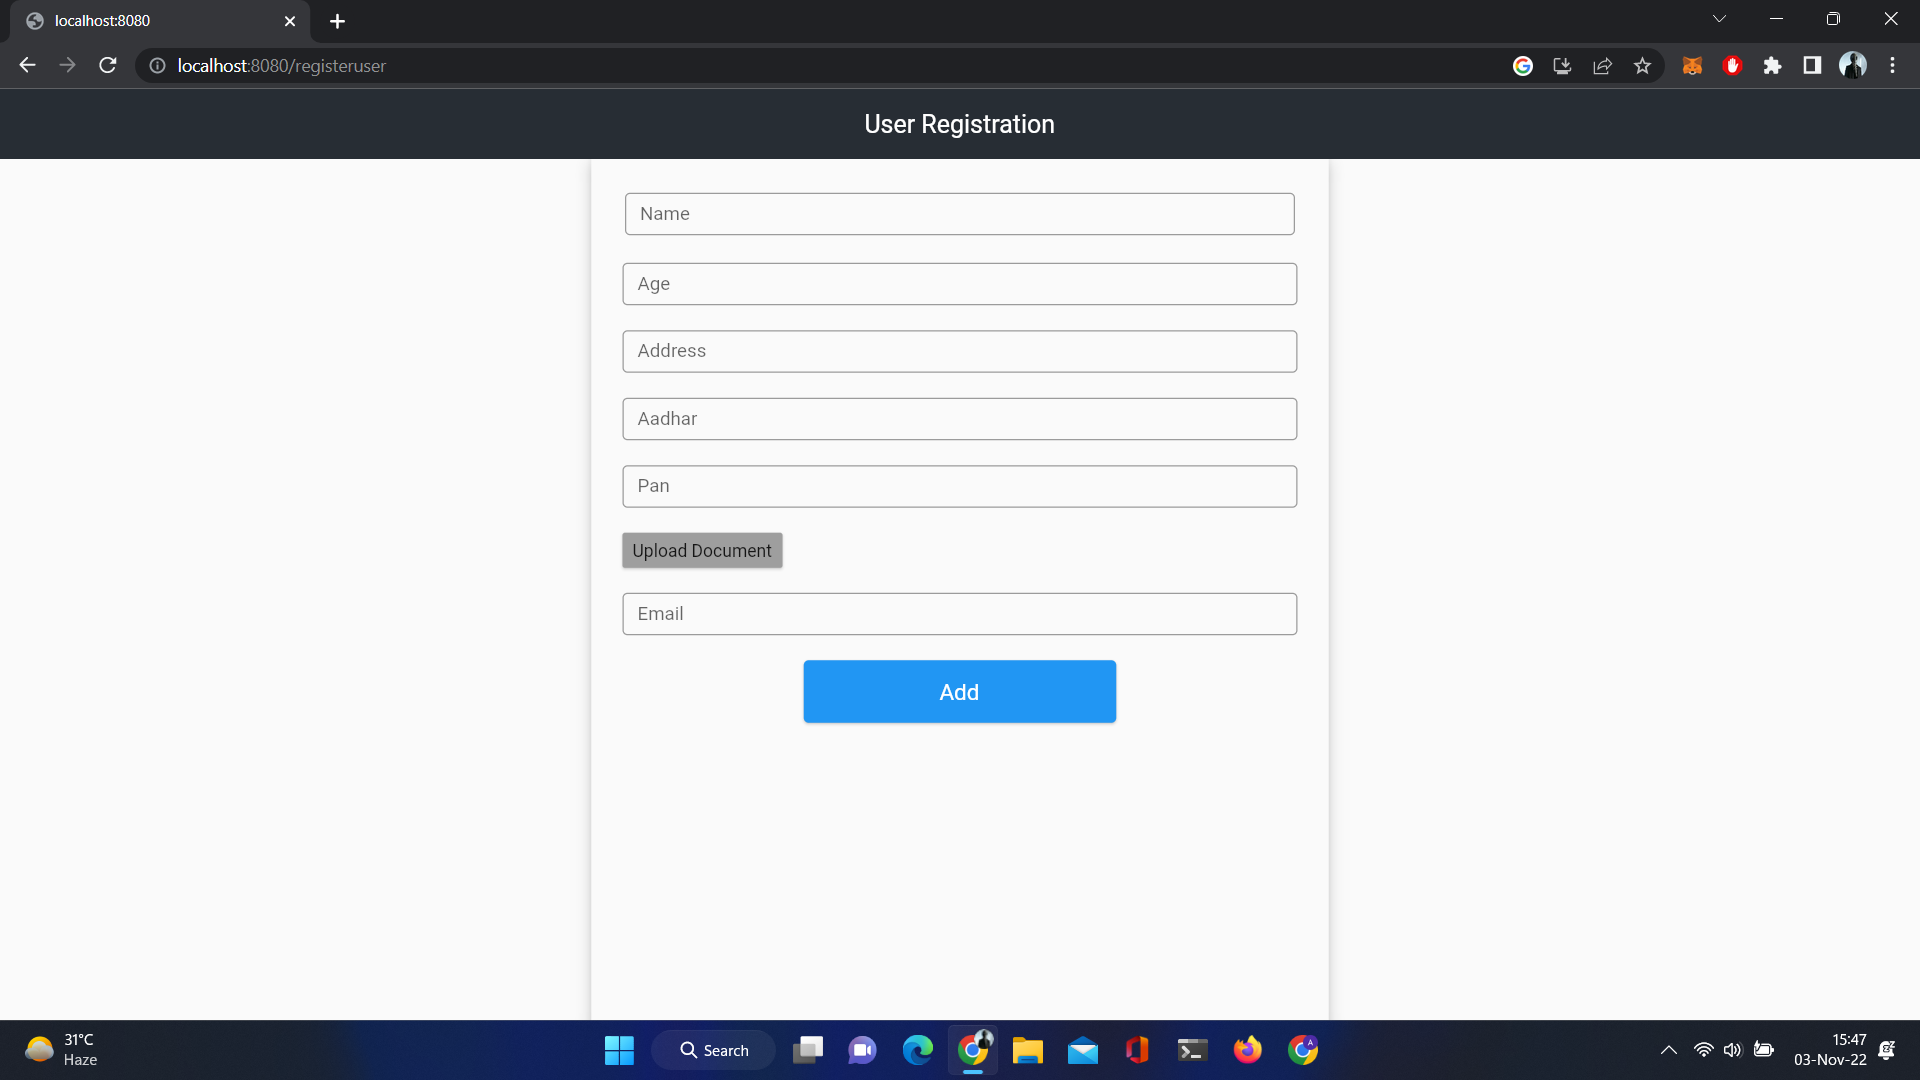 localhost:8080
localhost:8080/registeruser
User Registration
Name
Age
Address
Aadhar
Pan
Upload Document
Email
Add
31°C
Haze
Search
A
15:47
03-Nov-22